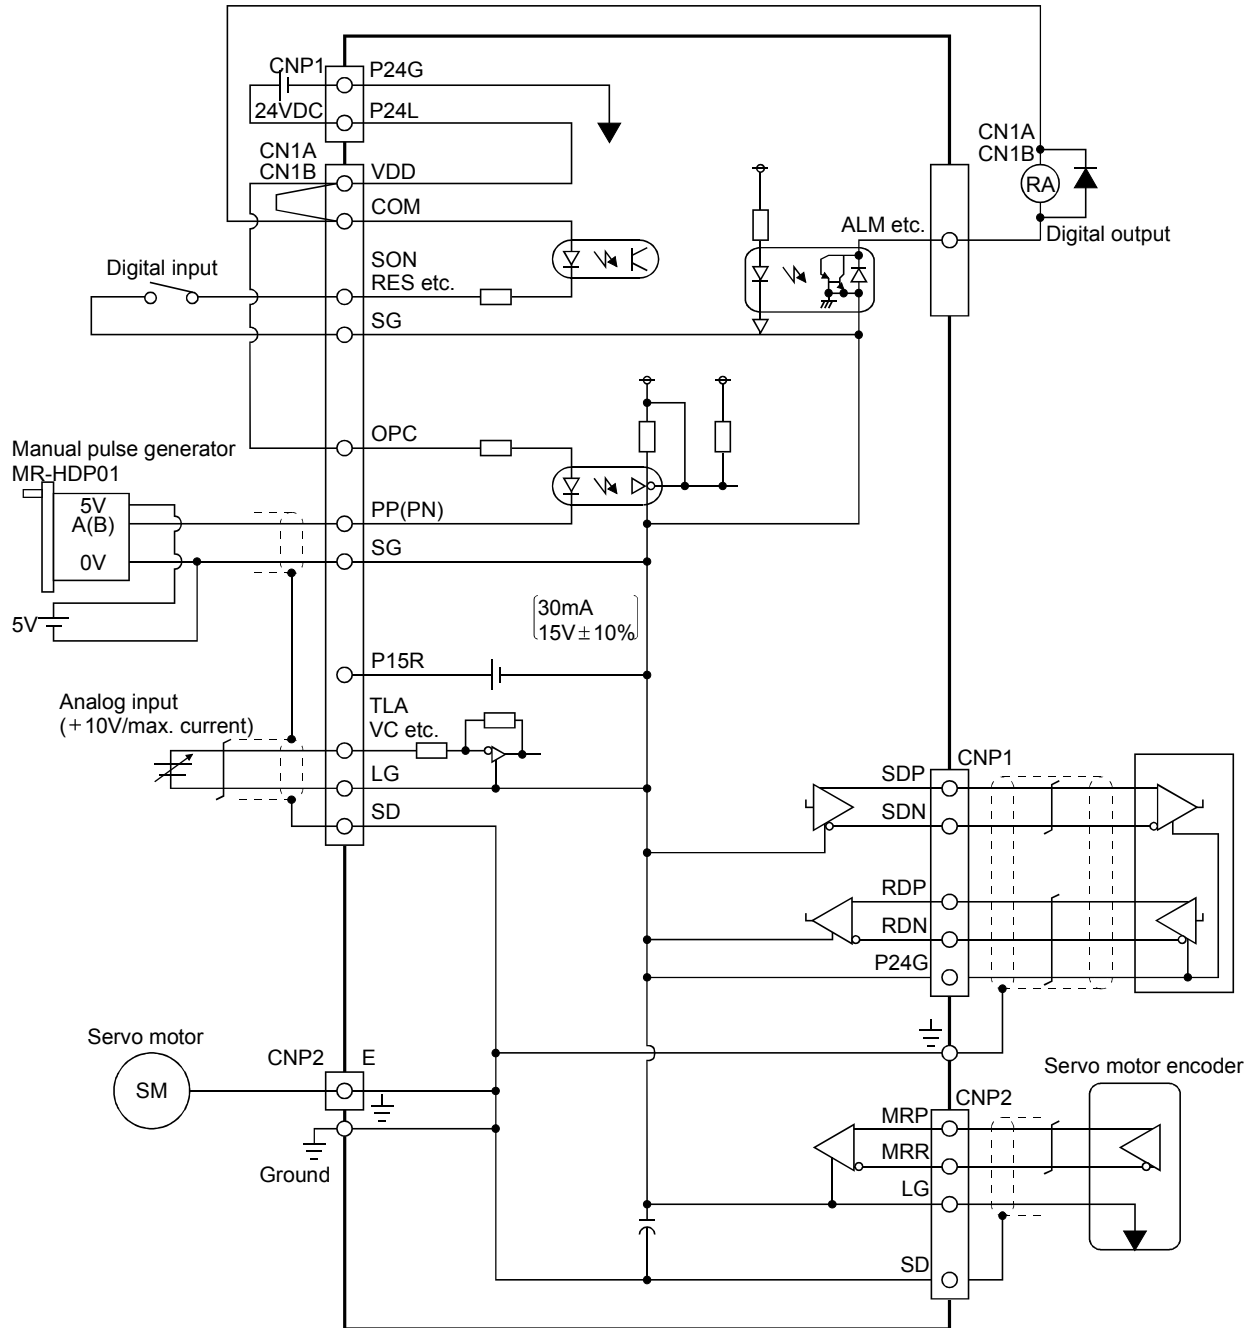 CNP1
P24G
24VDC
P24L
CN1A
CN1B
VDD
COM
SON
RES etc.
Digital input
SG
CN1A
CN1B
RA
ALM etc.
Digital output
OPC
Manual pulse generator
MR-HDP01
5V
A(B)
0V
PP(PN)
SG
5V
30mA
15V±10%
P15R
Analog input
(+10V/max. current)
TLA
VC etc.
LG
SD
CNP1
SDP
SDN
RDP
RDN
P24G
Servo motor
SM
CNP2
E
Ground
Servo motor encoder
CNP2
MRP
MRR
LG
SD